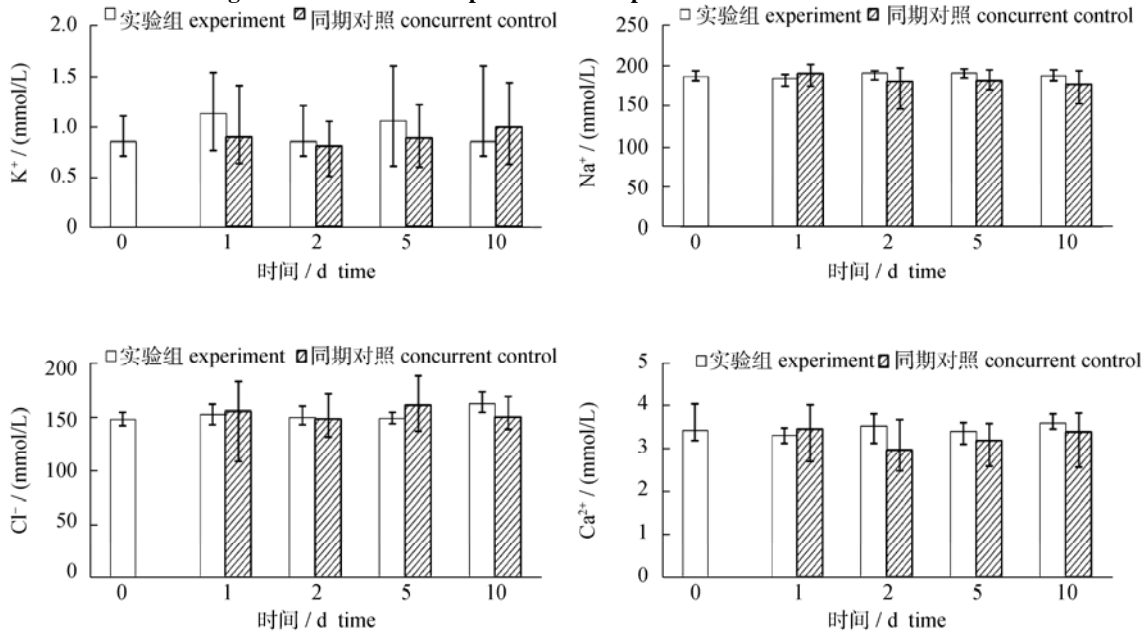 □实验组 experiment ▨同期对照 concurrent control
K⁺ / (mmol/L)
2.0
1.5
1.0
0.5
0
0 1 2 5 10
时间 / d time
□实验组 experiment ▨同期对照 concurrent control
Na⁺ / (mmol/L)
250
200
150
100
50
0
0 1 2 5 10
时间 / d time
□实验组 experiment ▨同期对照 concurrent control
Cl⁻ / (mmol/L)
200
150
100
50
0
0 1 2 5 10
时间 / d time
□实验组 experiment ▨同期对照 concurrent control
Ca²⁺ / (mmol/L)
5
4
3
2
1
0
0 1 2 5 10
时间 / d time